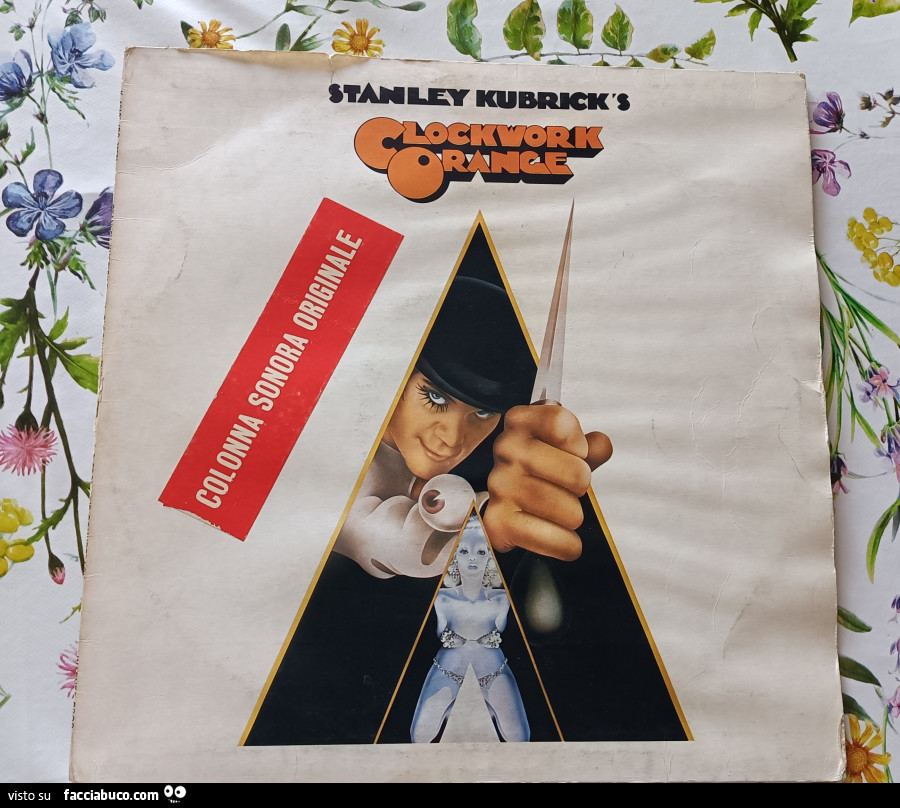 STANLEY KUBRICK'S
CLOCKWORK
ORANGE
COLONNA SONORA ORIGINALE
visto su facciabuco.com